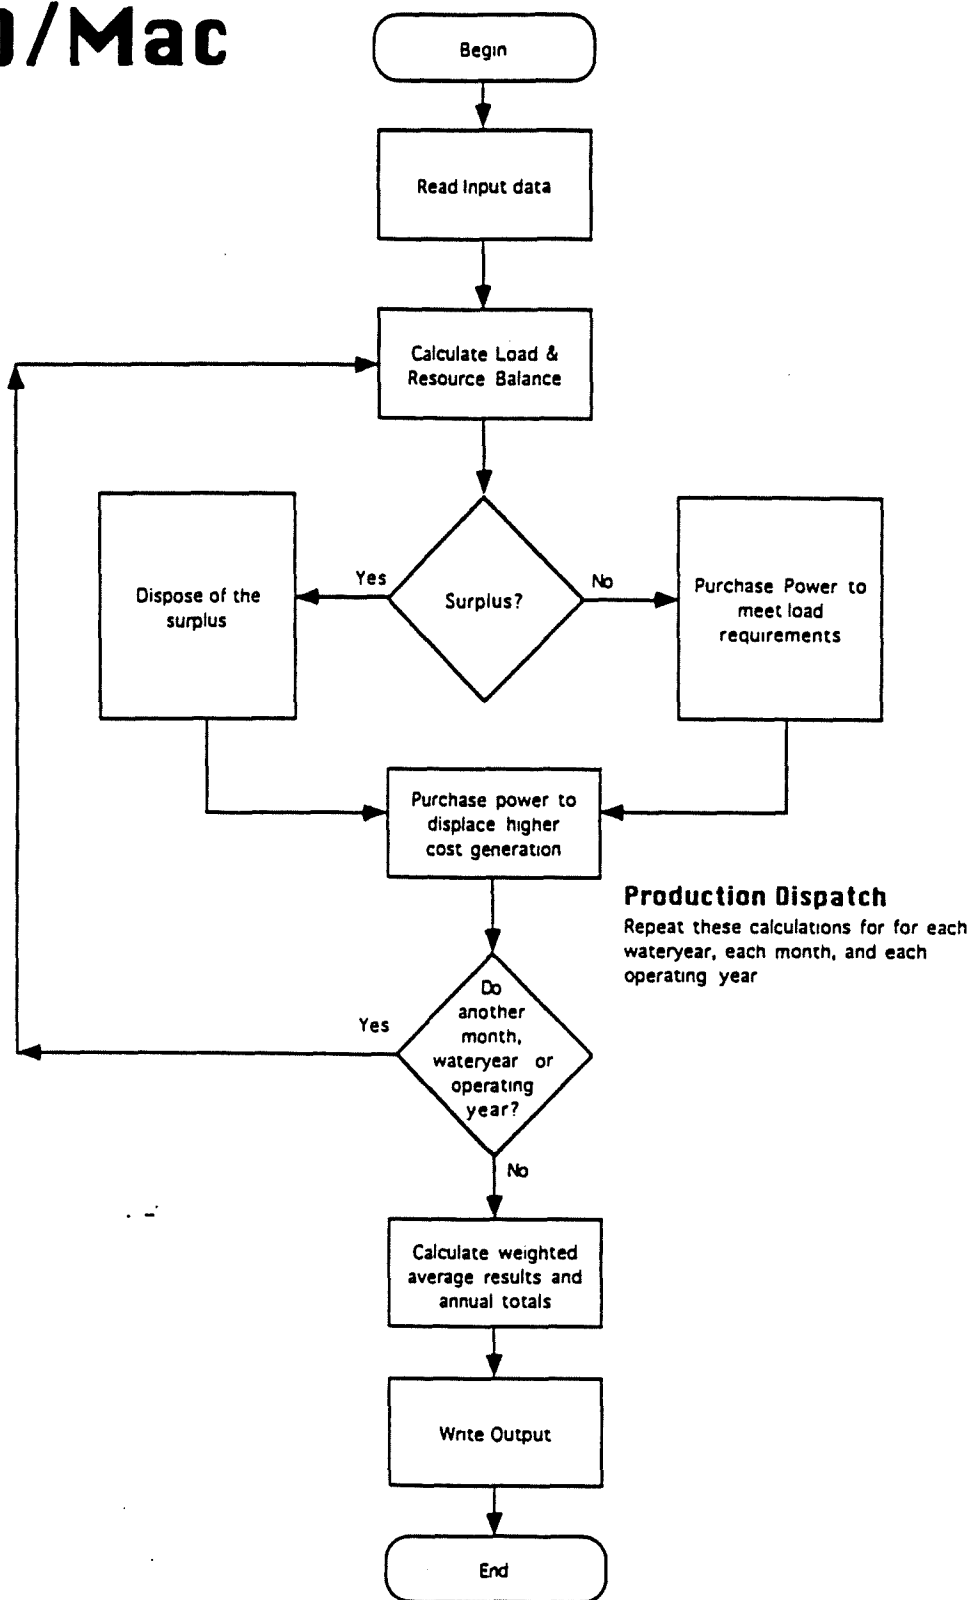 /Mac
Begin
Read Input data
Calculate Load &
Resource Balance
Surplus?
Yes
No
Dispose of the
surplus
Purchase Power to
meet load
requirements
Purchase power to
displace higher
cost generation
Production Dispatch
Repeat these calculations for for each
wateryear, each month, and each
operating year
Do
another
month,
wateryear or
operating
year?
Yes
No
Calculate weighted
average results and
annual totals
Write Output
End